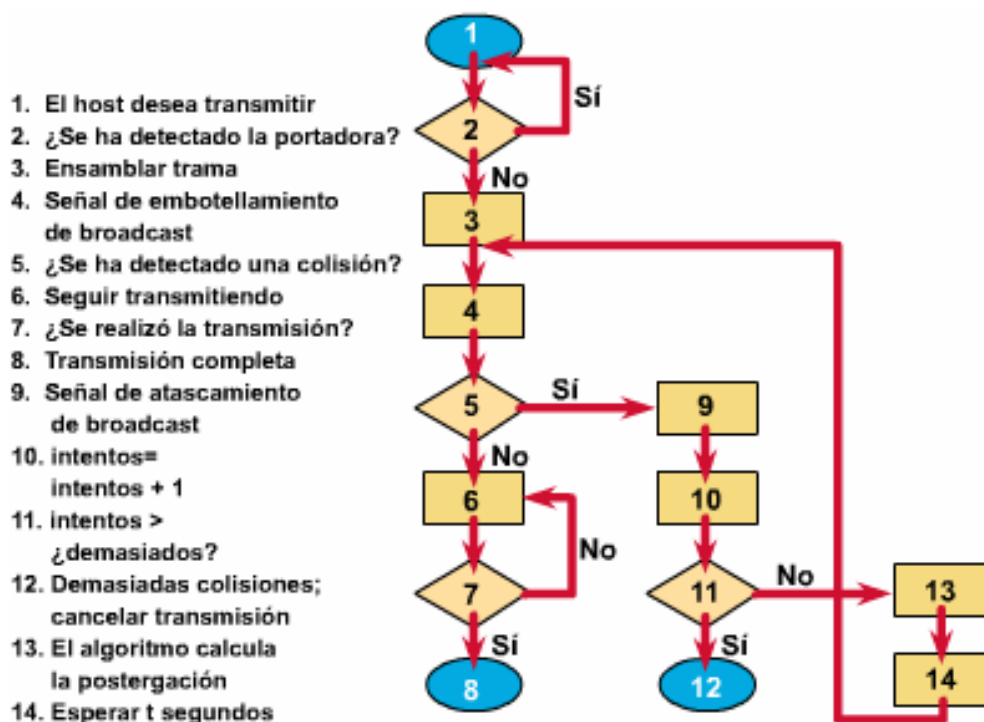 1. El host desea transmitir
2. ¿Se ha detectado la portadora?
3. Ensamblar trama
4. Señal de embotellamiento
de broadcast
5. ¿Se ha detectado una colisión?
6. Seguir transmitiendo
7. ¿Se realizó la transmisión?
8. Transmisión completa
9. Señal de atascamiento
de broadcast
10. intentos=
intentos + 1
11. intentos >
¿demasiados?
12. Demasiadas colisiones;
cancelar transmisión
13. El algoritmo calcula
la postergación
14. Esperar t segundos
1
Sí
2
No
3
4
5
Sí
9
No
6
10
No
7
11
No
13
Sí
Sí
8
12
14